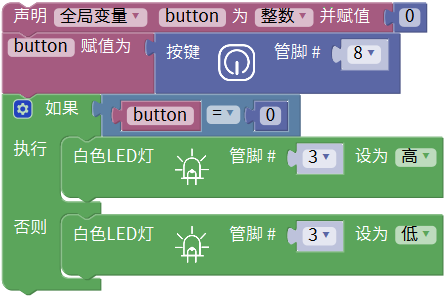 声明 全局变量 button 为 整数 并赋值 0
button 赋值为 按键 管脚 # 8
如果 button = 0
执行 白色LED灯 管脚 # 3 设为 高
否则 白色LED灯 管脚 # 3 设为 低